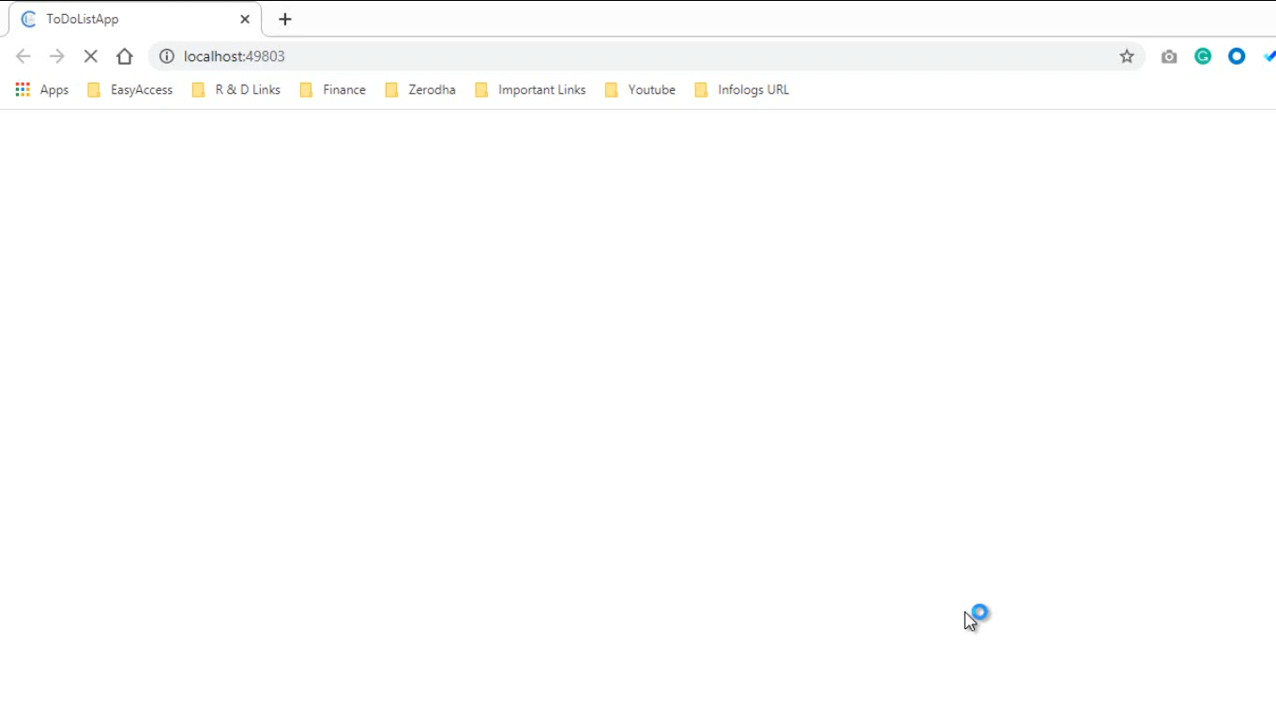 ToDoListApp
localhost:49803
Apps EasyAccess R & D Links Finance Zerodha Important Links Youtube Infologs URL